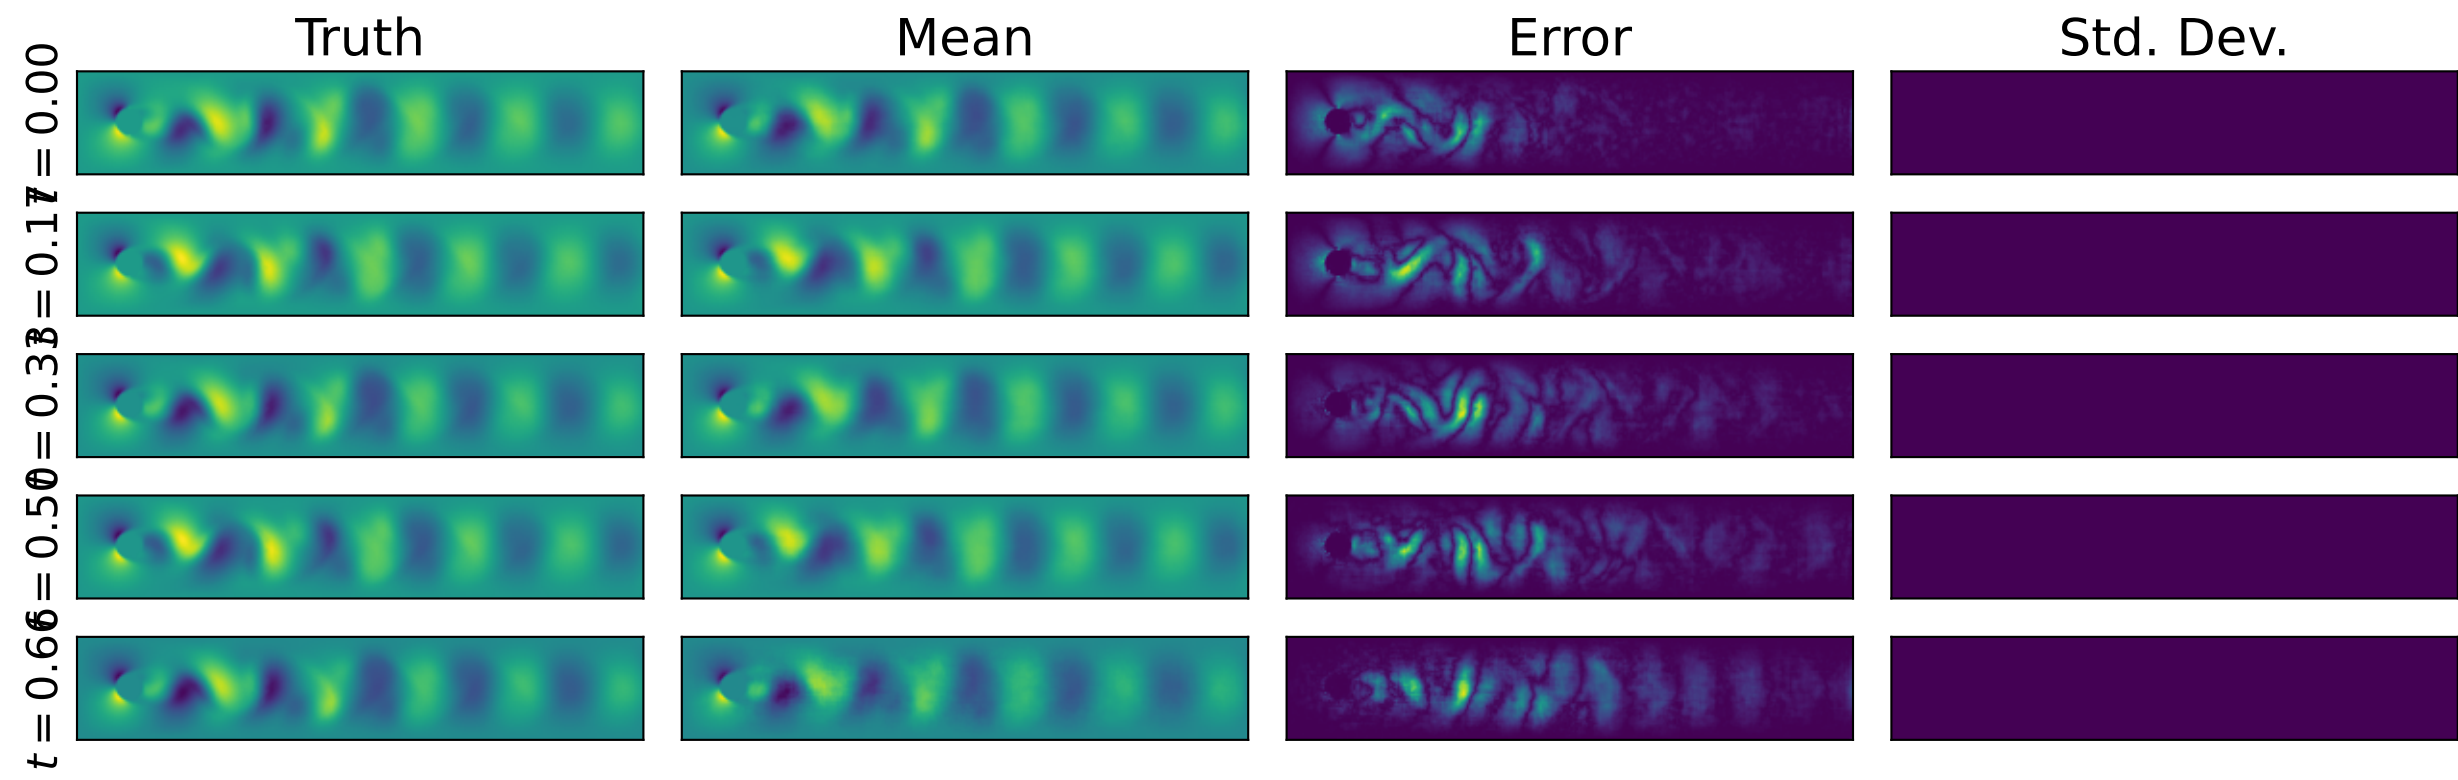 Truth Mean Error Std. Dev.
t = 0.00
t = 0.17
t = 0.33
t = 0.50
t = 0.66